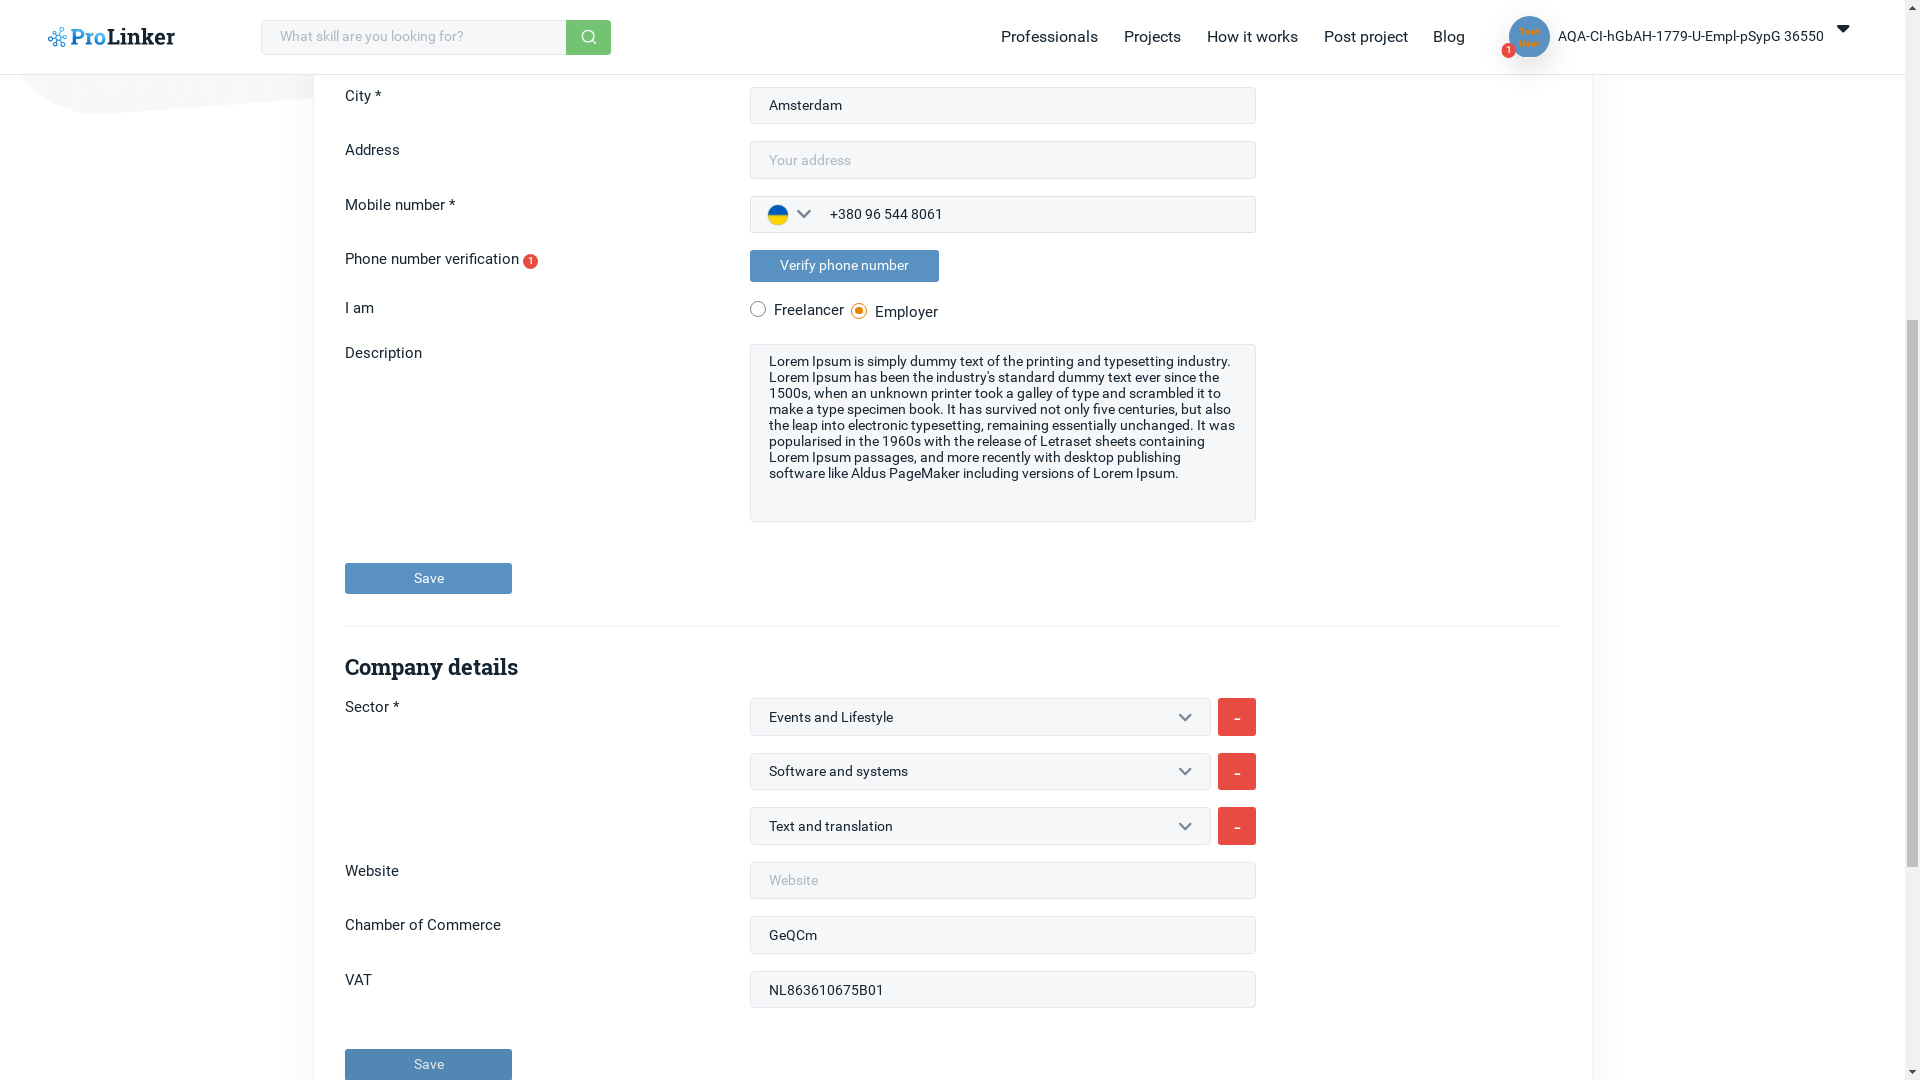 ProLinker
What skill are you looking for?
Professionals
Projects
How it works
Post project
Blog
Test
User
1
AQA-CI-hGbAH-1779-U-Empl-pSypG 36550
City *
Amsterdam
Address
Your address
Mobile number *
+380 96 544 8061
Phone number verification 1
Verify phone number
I am
Freelancer
Employer
Description
Lorem Ipsum is simply dummy text of the printing and typesetting industry.
Lorem Ipsum has been the industry's standard dummy text ever since the
1500s, when an unknown printer took a galley of type and scrambled it to
make a type specimen book. It has survived not only five centuries, but also
the leap into electronic typesetting, remaining essentially unchanged. It was
popularised in the 1960s with the release of Letraset sheets containing
Lorem Ipsum passages, and more recently with desktop publishing
software like Aldus PageMaker including versions of Lorem Ipsum.
Save
Company details
Sector *
Events and Lifestyle
-
Software and systems
-
Text and translation
-
Website
Website
Chamber of Commerce
GeQCm
VAT
NL863610675B01
Save